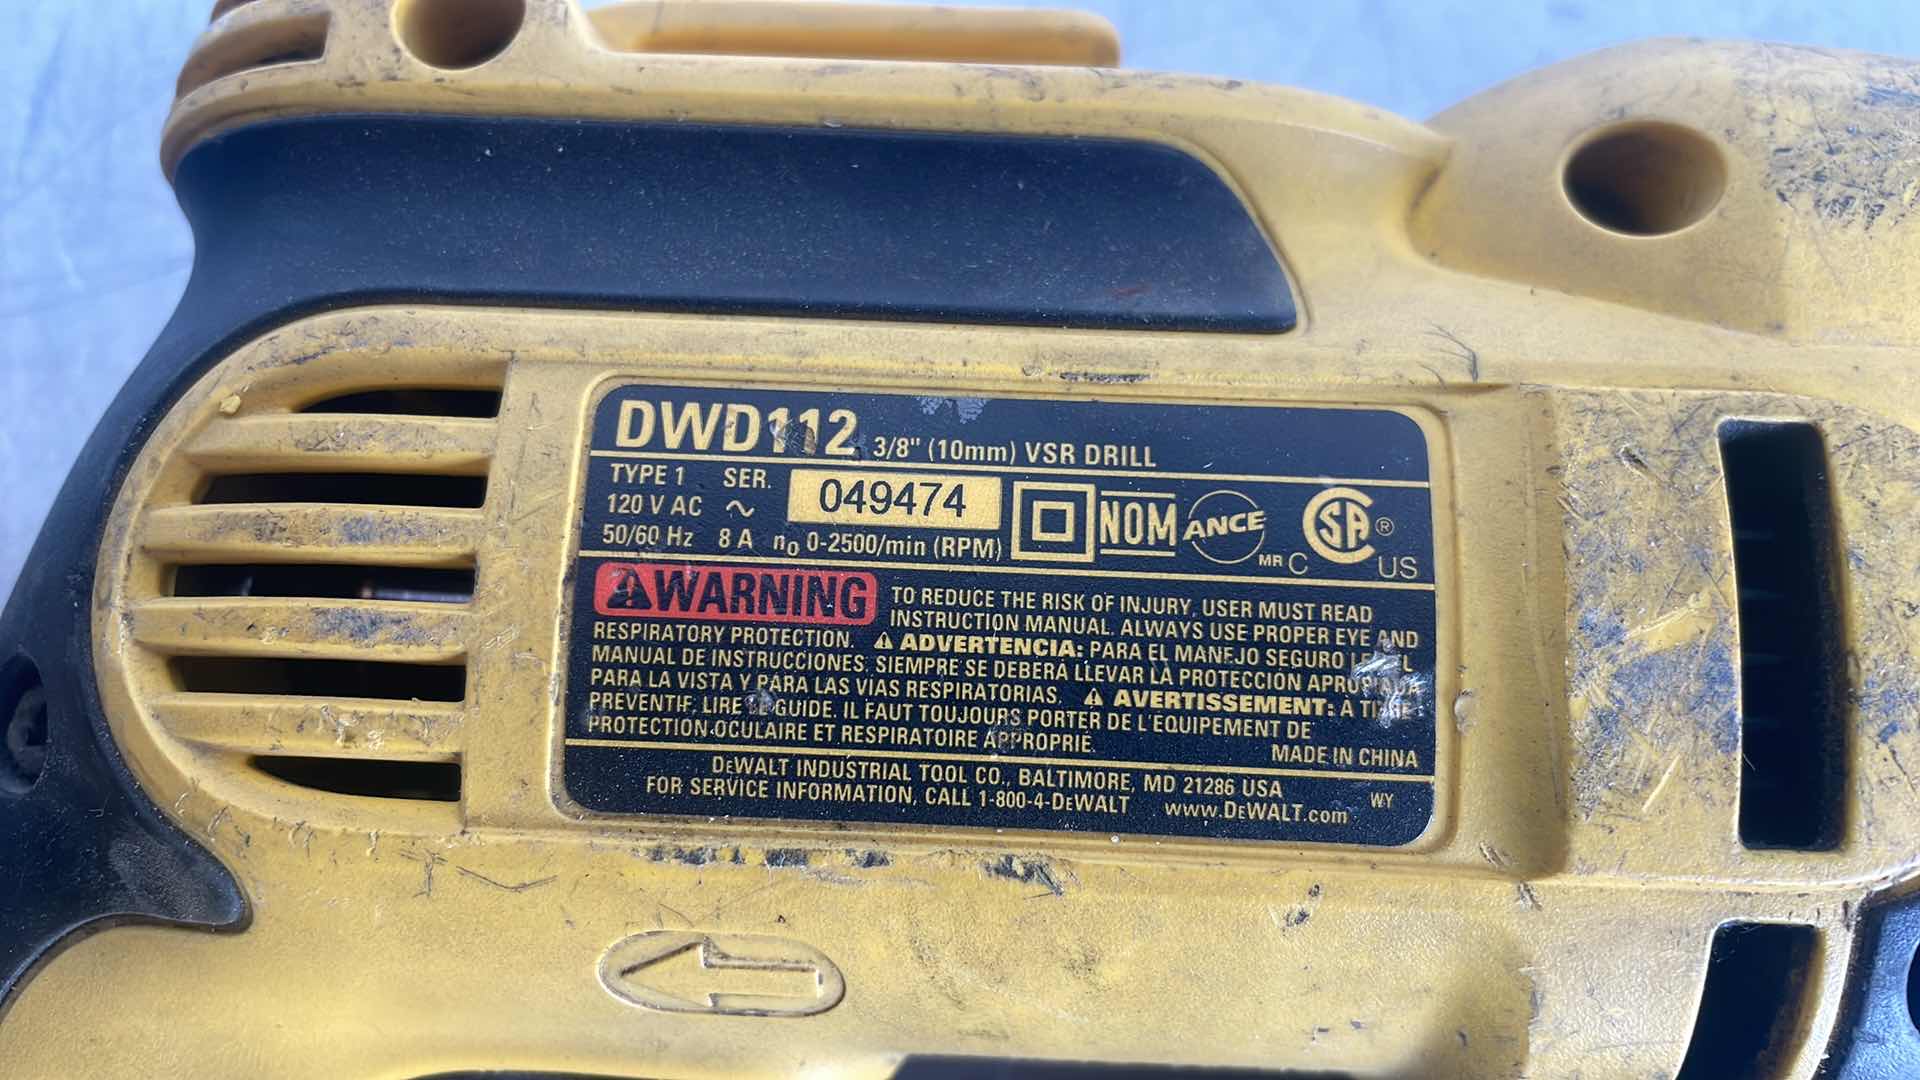 DWD112 3/8" (10mm) VSR DRILL
TYPE 1 SER. 049474
120 V AC ~
50/60 Hz 8 A n₀ 0-2500/min (RPM)
NOM ANCE MR C SA ® US
WARNING TO REDUCE THE RISK OF INJURY, USER MUST READ
INSTRUCTION MANUAL. ALWAYS USE PROPER EYE AND
RESPIRATORY PROTECTION. ADVERTENCIA: PARA EL MANEJO SEGURO
MANUAL DE INSTRUCCIONES. SIEMPRE SE DEBERÁ LLEVAR LA PROTECCION APROPIADA
PARA LA VISTA Y PARA LAS VIAS RESPIRATORIAS. AVERTISSEMENT: À TITRE
PREVENTIF, LIRE LE GUIDE. IL FAUT TOUJOURS PORTER DE L'EQUIPEMENT DE
PROTECTION OCULAIRE ET RESPIRATOIRE APPROPRIE.
MADE IN CHINA
DEWALT INDUSTRIAL TOOL CO., BALTIMORE, MD 21286 USA
FOR SERVICE INFORMATION, CALL 1-800-4-DEWALT www.DEWALT.com
WY